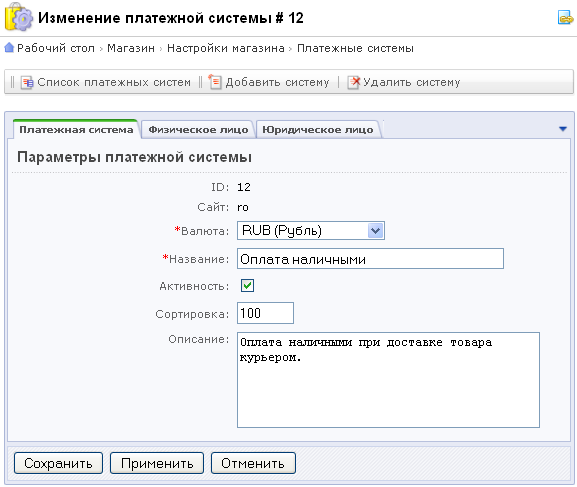 Изменение платежной системы # 12
Рабочий стол › Магазин › Настройки магазина › Платежные системы
Список платежных систем Добавить систему Удалить систему
Платежная система Физическое лицо Юридическое лицо
Параметры платежной системы
ID: 12
Сайт: ro
*Валюта: RUB (Рубль)
*Название: Оплата наличными
Активность:
Сортировка: 100
Описание: Оплата наличными при доставке товара
курьером.
Сохранить Применить Отменить